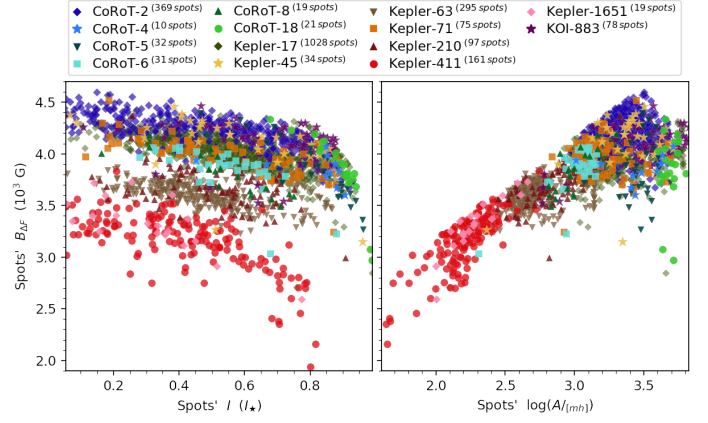 CoRoT-2 (369 spots) CoRoT-8 (19 spots) Kepler-63 (295 spots) Kepler-1651 (19 spots)
CoRoT-4 (10 spots) CoRoT-18 (21 spots) Kepler-71 (75 spots) KOI-883 (78 spots)
CoRoT-5 (32 spots) Kepler-17 (1028 spots) Kepler-210 (97 spots)
CoRoT-6 (31 spots) Kepler-45 (34 spots) Kepler-411 (161 spots)
4.5
4.0
3.5
3.0
2.5
2.0
Spots' B_{ΔF} (10³ G)
0.2 0.4 0.6 0.8 2.0 2.5 3.0 3.5
Spots' I (I★) Spots' log(A/[mh])